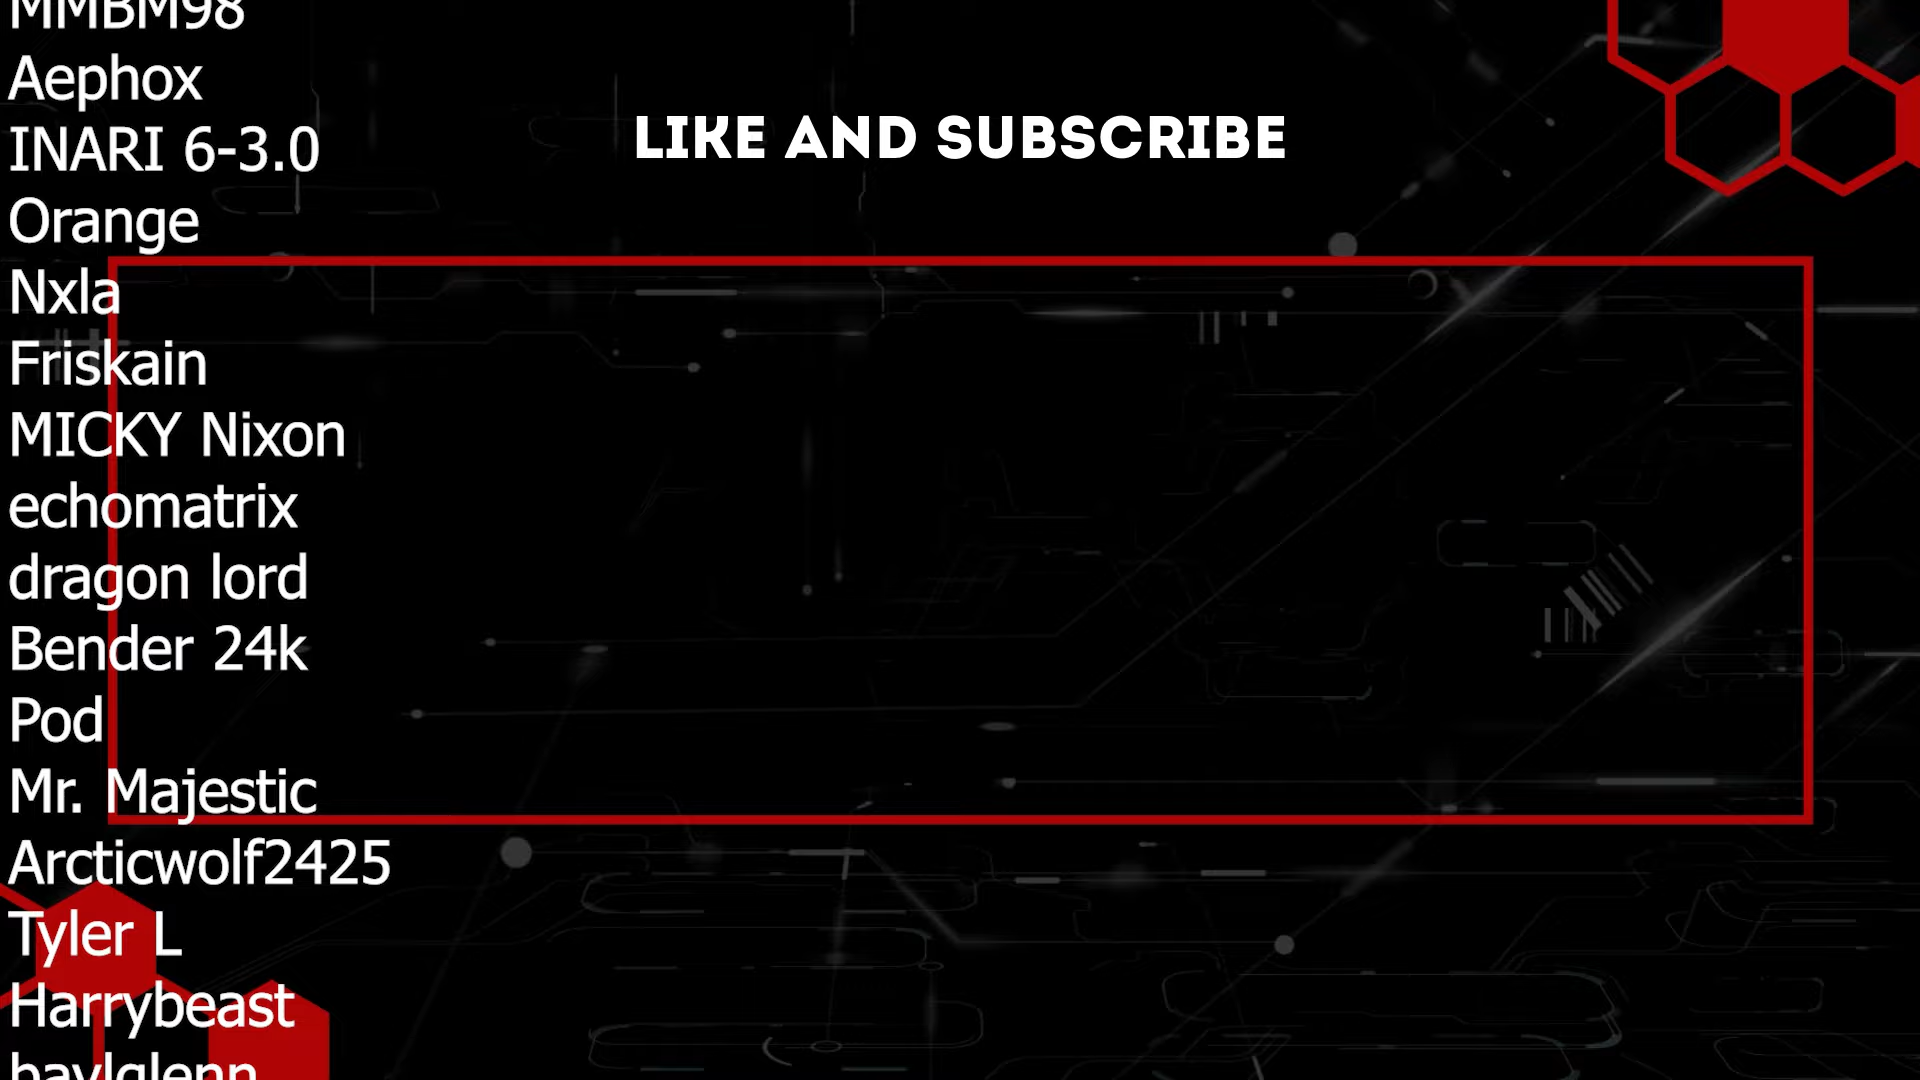 MMBM98
Aephox
INARI 6-3.0
Orange
Nxla
Friskain
MICKY Nixon
echomatrix
dragon lord
Bender 24k
Pod
Mr. Majestic
Arcticwolf2425
Tyler L
Harrybeast
LIKE AND SUBSCRIBE